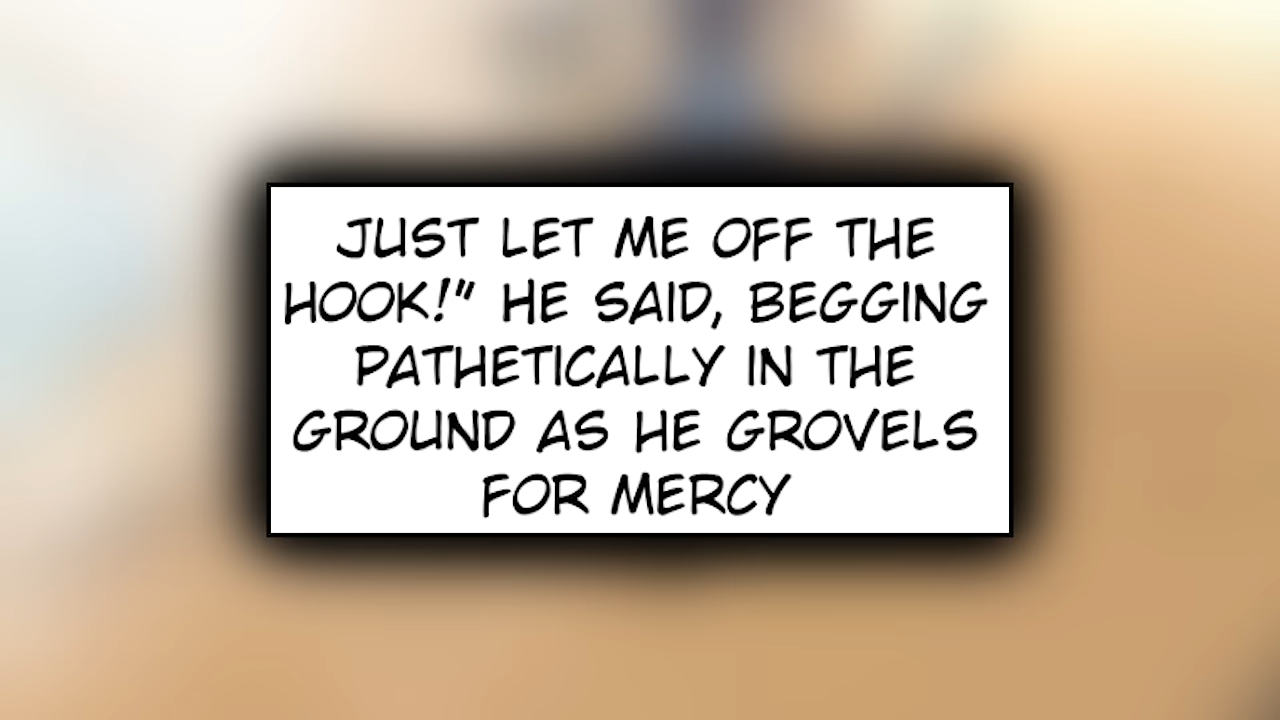 JUST LET ME OFF THE
HOOK!" HE SAID, BEGGING
PATHETICALLY IN THE
GROUND AS HE GROVELS
FOR MERCY